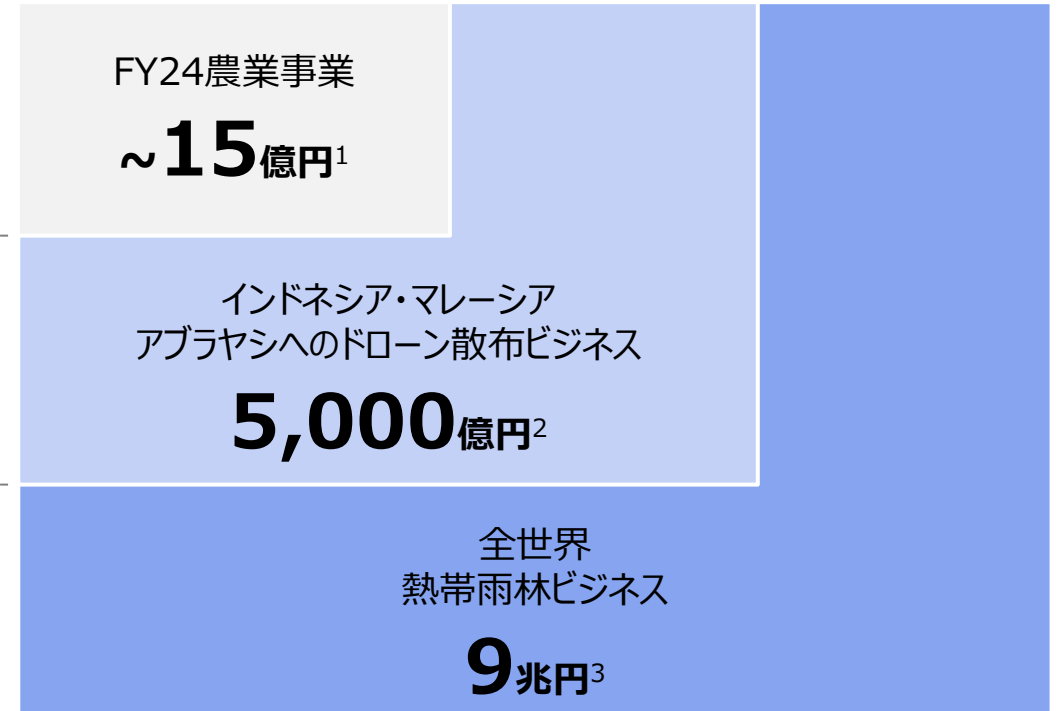 FY24農業事業
~15億円1
インドネシア・マレーシア
アブラヤシへのドローン散布ビジネス
5,000億円2
全世界
熱帯雨林ビジネス
9兆円3